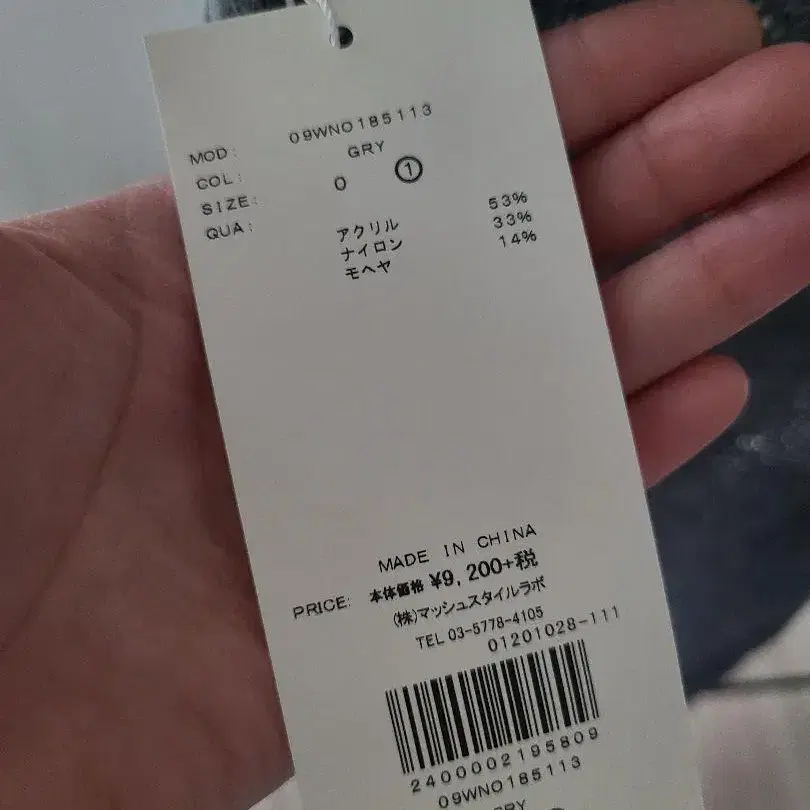 MOD: 09WNO185113
COL: GRY
SIZE: 0 ①
QUA: アクリル 53%
ナイロン 33%
モヘヤ 14%
MADE IN CHINA
PRICE: 本体価格 ¥9,200+税
(株)マッシュスタイルラボ
TEL 03-5778-4105
01201028-111
2400002195809
09WNO185113
GRY